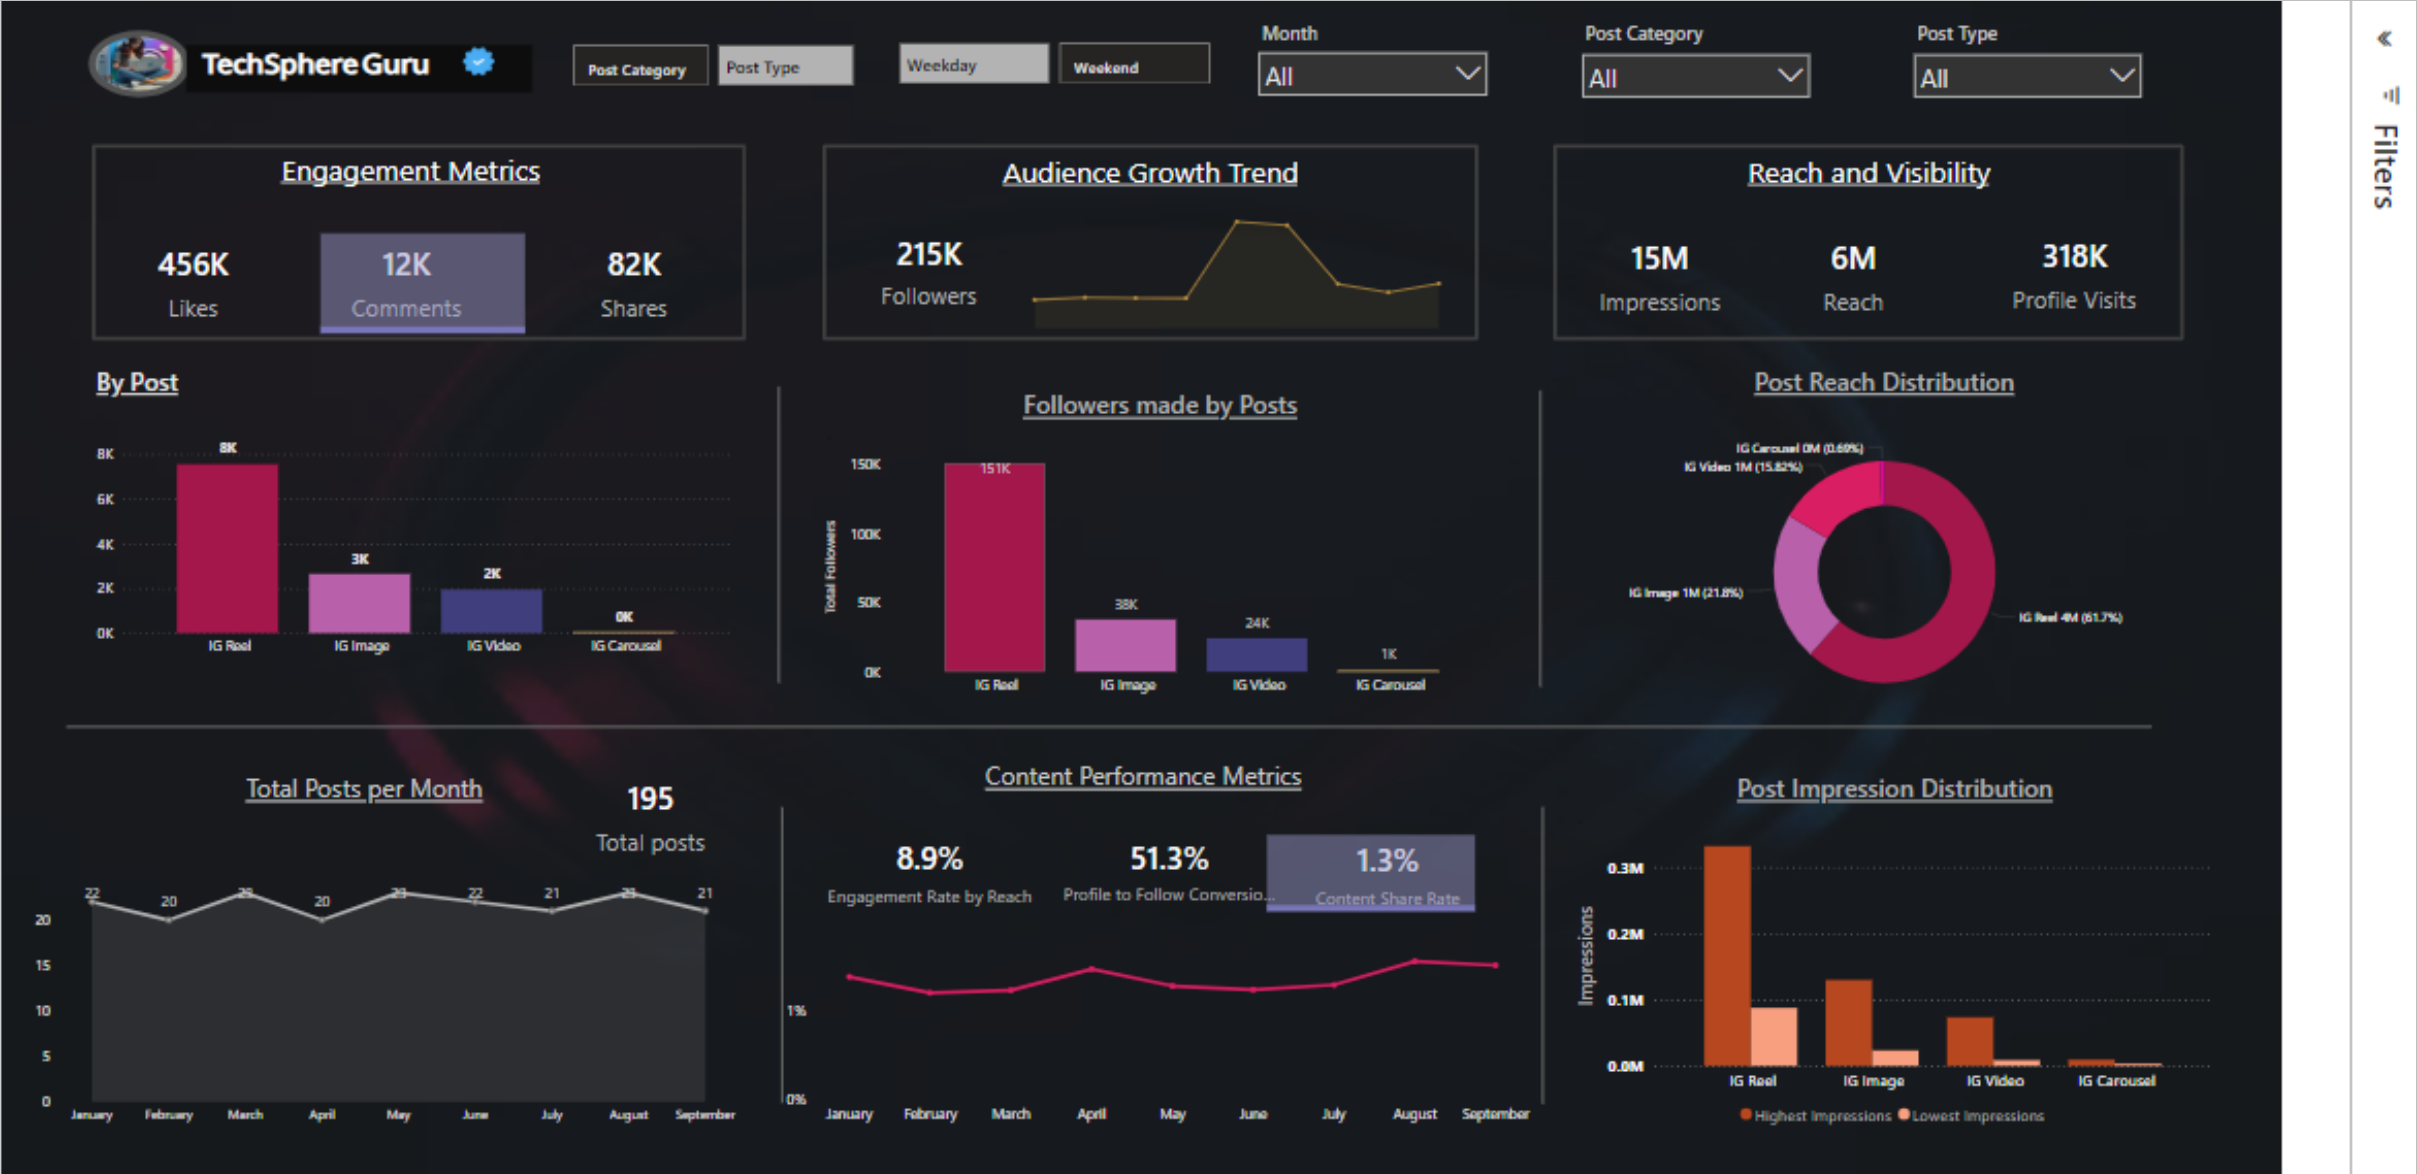 TechSphere Guru
Post Category
Post Type
Weekday
Weekend
Month
All
Post Category
All
Post Type
All
Filters
Engagement Metrics
456K
Likes
12K
Comments
82K
Shares
Audience Growth Trend
215K
Followers
Reach and Visibility
15M
Impressions
6M
Reach
318K
Profile Visits
By Post
8K
6K
4K
2K
0K
8K
3K
2K
0K
IG Reel
IG Image
IG Video
IG Carousel
Followers made by Posts
Total Followers
150K
100K
50K
0K
151K
38K
24K
1K
IG Reel
IG Image
IG Video
IG Carousel
Post Reach Distribution
IG Carousel 0M (0.69%)
IG Video 1M (15.82%)
IG Image 1M (21.8%)
IG Reel 4M (61.7%)
Total Posts per Month
195
Total posts
20
15
10
5
0
22
20
23
20
23
22
21
23
21
January
February
March
April
May
June
July
August
September
Content Performance Metrics
8.9%
Engagement Rate by Reach
51.3%
Profile to Follow Conversio...
1.3%
Content Share Rate
1%
0%
January
February
March
April
May
June
July
August
September
Post Impression Distribution
Impressions
0.3M
0.2M
0.1M
0.0M
IG Reel
IG Image
IG Video
IG Carousel
Highest Impressions
Lowest Impressions